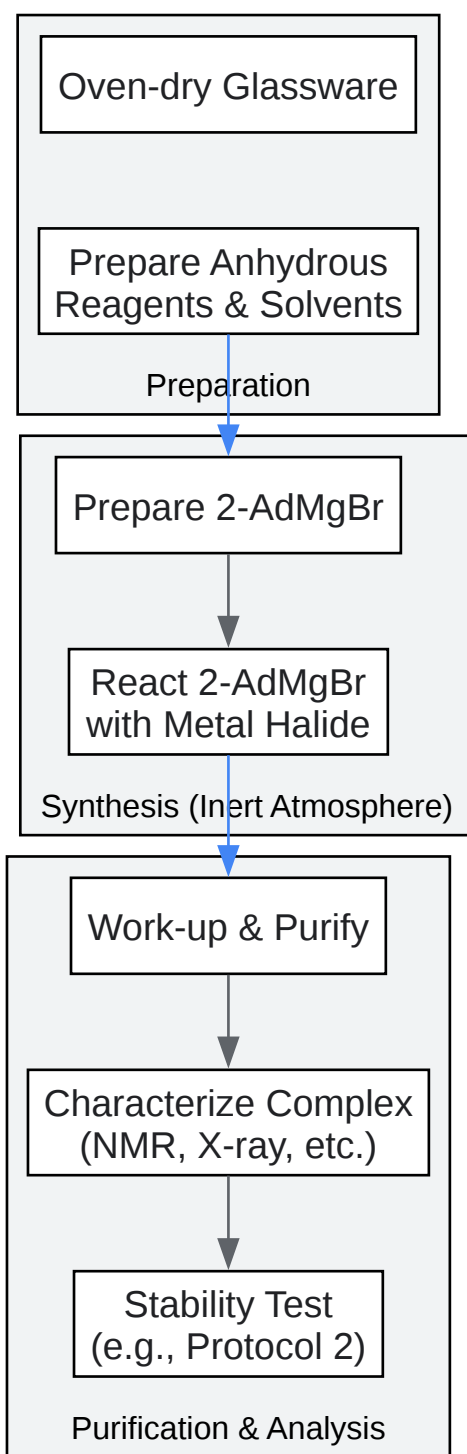 Oven-dry Glassware
Prepare Anhydrous
Reagents & Solvents
Preparation
Prepare 2-AdMgBr
React 2-AdMgBr
with Metal Halide
Synthesis (Inert Atmosphere)
Work-up & Purify
Characterize Complex
(NMR, X-ray, etc.)
Stability Test
(e.g., Protocol 2)
Purification & Analysis